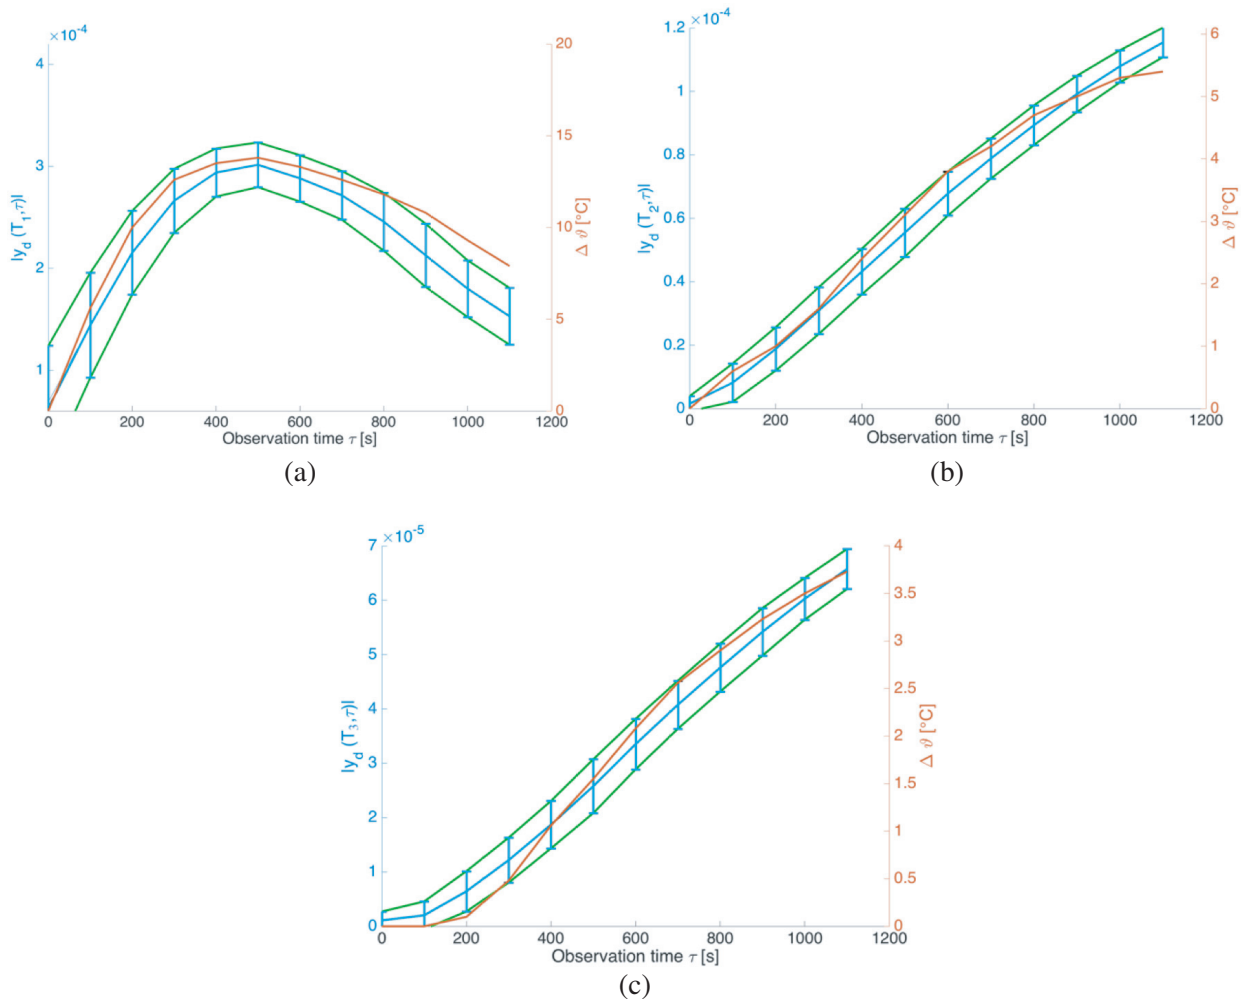 ×10⁻⁴
4
3
2
1
|y_d (T_1,τ)|
20
15
10
5
0
Δ ϑ [°C]
0 200 400 600 800 1000 1200
Observation time τ [s]
(a)
×10⁻⁴
1.2
1
0.8
0.6
0.4
0.2
0
|y_d (T_2,τ)|
6
5
4
3
2
1
0
Δ ϑ [°C]
0 200 400 600 800 1000 1200
Observation time τ [s]
(b)
×10⁻⁵
7
6
5
4
3
2
1
0
|y_d (T_3,τ)|
4
3.5
3
2.5
2
1.5
1
0.5
0
Δ ϑ [°C]
0 200 400 600 800 1000 1200
Observation time τ [s]
(c)